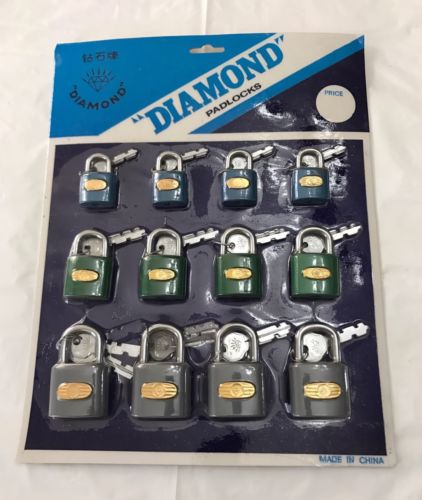 钻石牌
"DIAMOND"
"DIAMOND"
PADLOCKS
PRICE
MADE IN CHINA